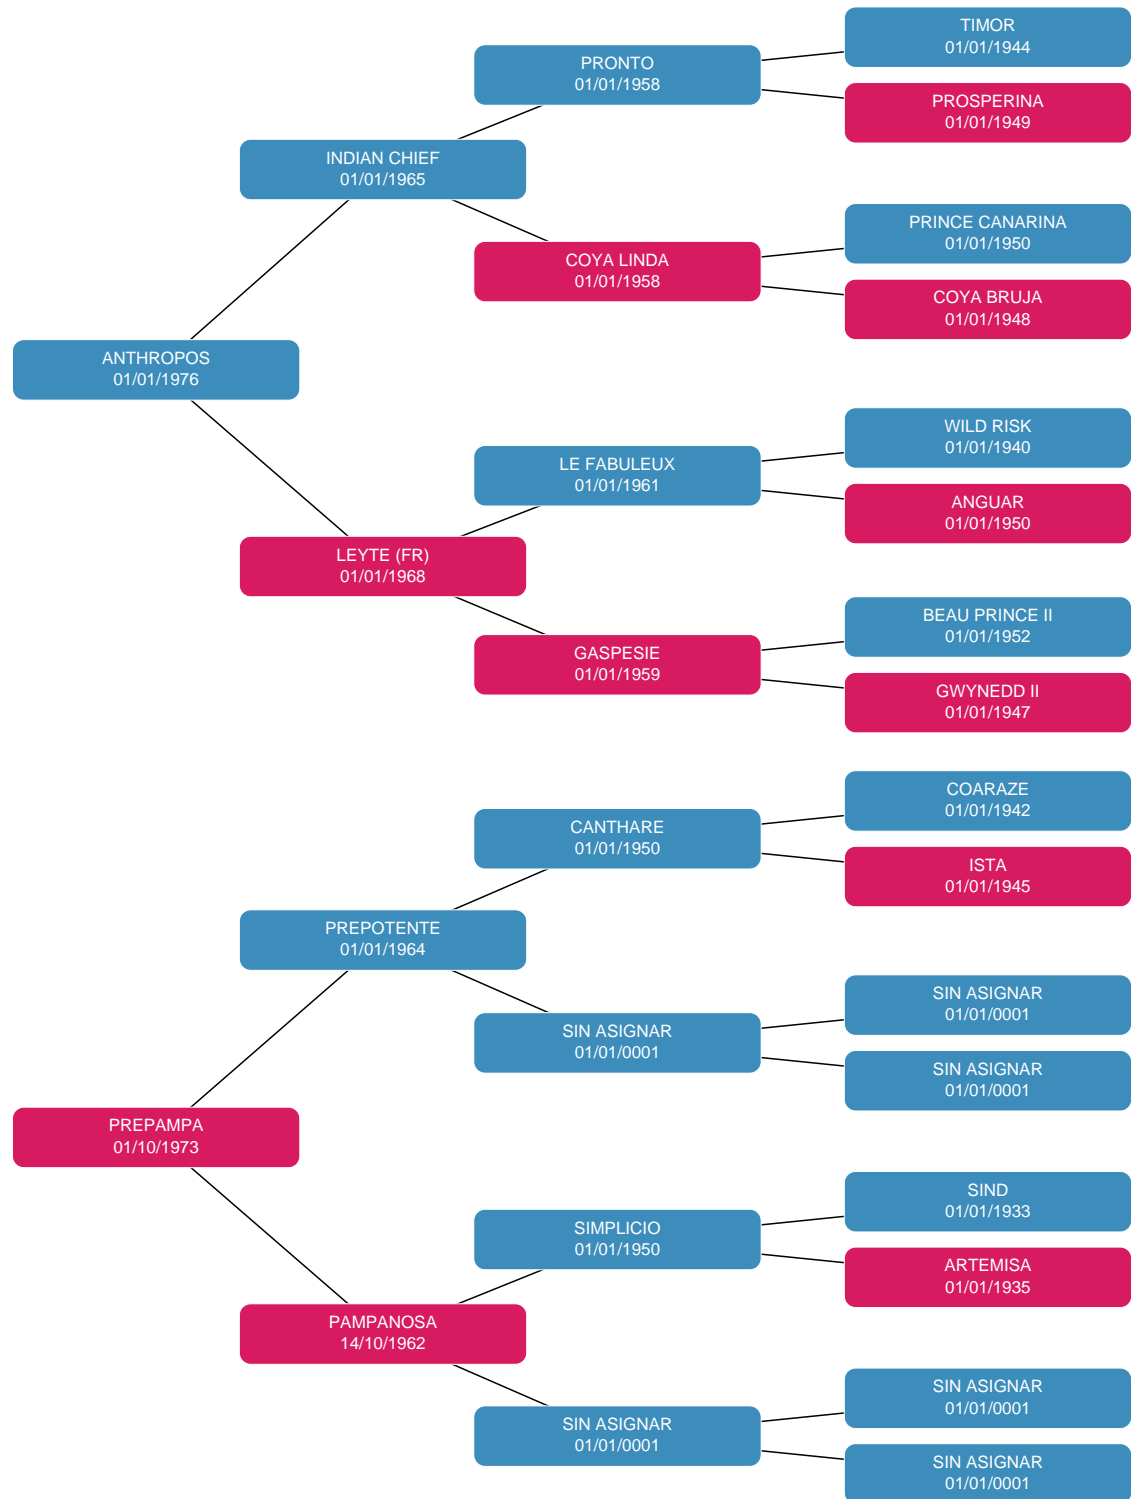 TIMOR
01/01/1944
PRONTO
01/01/1958
PROSPERINA
01/01/1949
INDIAN CHIEF
01/01/1965
PRINCE CANARINA
01/01/1950
COYA LINDA
01/01/1958
COYA BRUJA
01/01/1948
ANTHROPOS
01/01/1976
WILD RISK
01/01/1940
LE FABULEUX
01/01/1961
ANGUAR
01/01/1950
LEYTE (FR)
01/01/1968
BEAU PRINCE II
01/01/1952
GASPESIE
01/01/1959
GWYNEDD II
01/01/1947
COARAZE
01/01/1942
CANTHARE
01/01/1950
ISTA
01/01/1945
PREPOTENTE
01/01/1964
SIN ASIGNAR
01/01/0001
SIN ASIGNAR
01/01/0001
SIN ASIGNAR
01/01/0001
PREPAMPA
01/10/1973
SIND
01/01/1933
SIMPLICIO
01/01/1950
ARTEMISA
01/01/1935
PAMPANOSA
14/10/1962
SIN ASIGNAR
01/01/0001
SIN ASIGNAR
01/01/0001
SIN ASIGNAR
01/01/0001